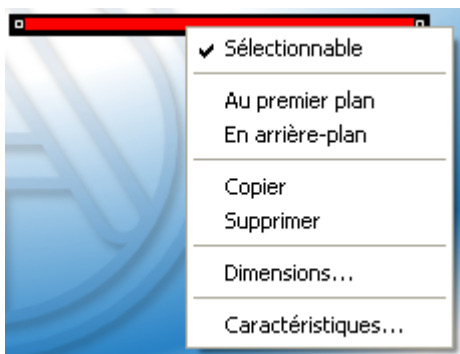 Sélectionnable
Au premier plan
En arrière-plan
Copier
Supprimer
Dimensions...
Caractéristiques...